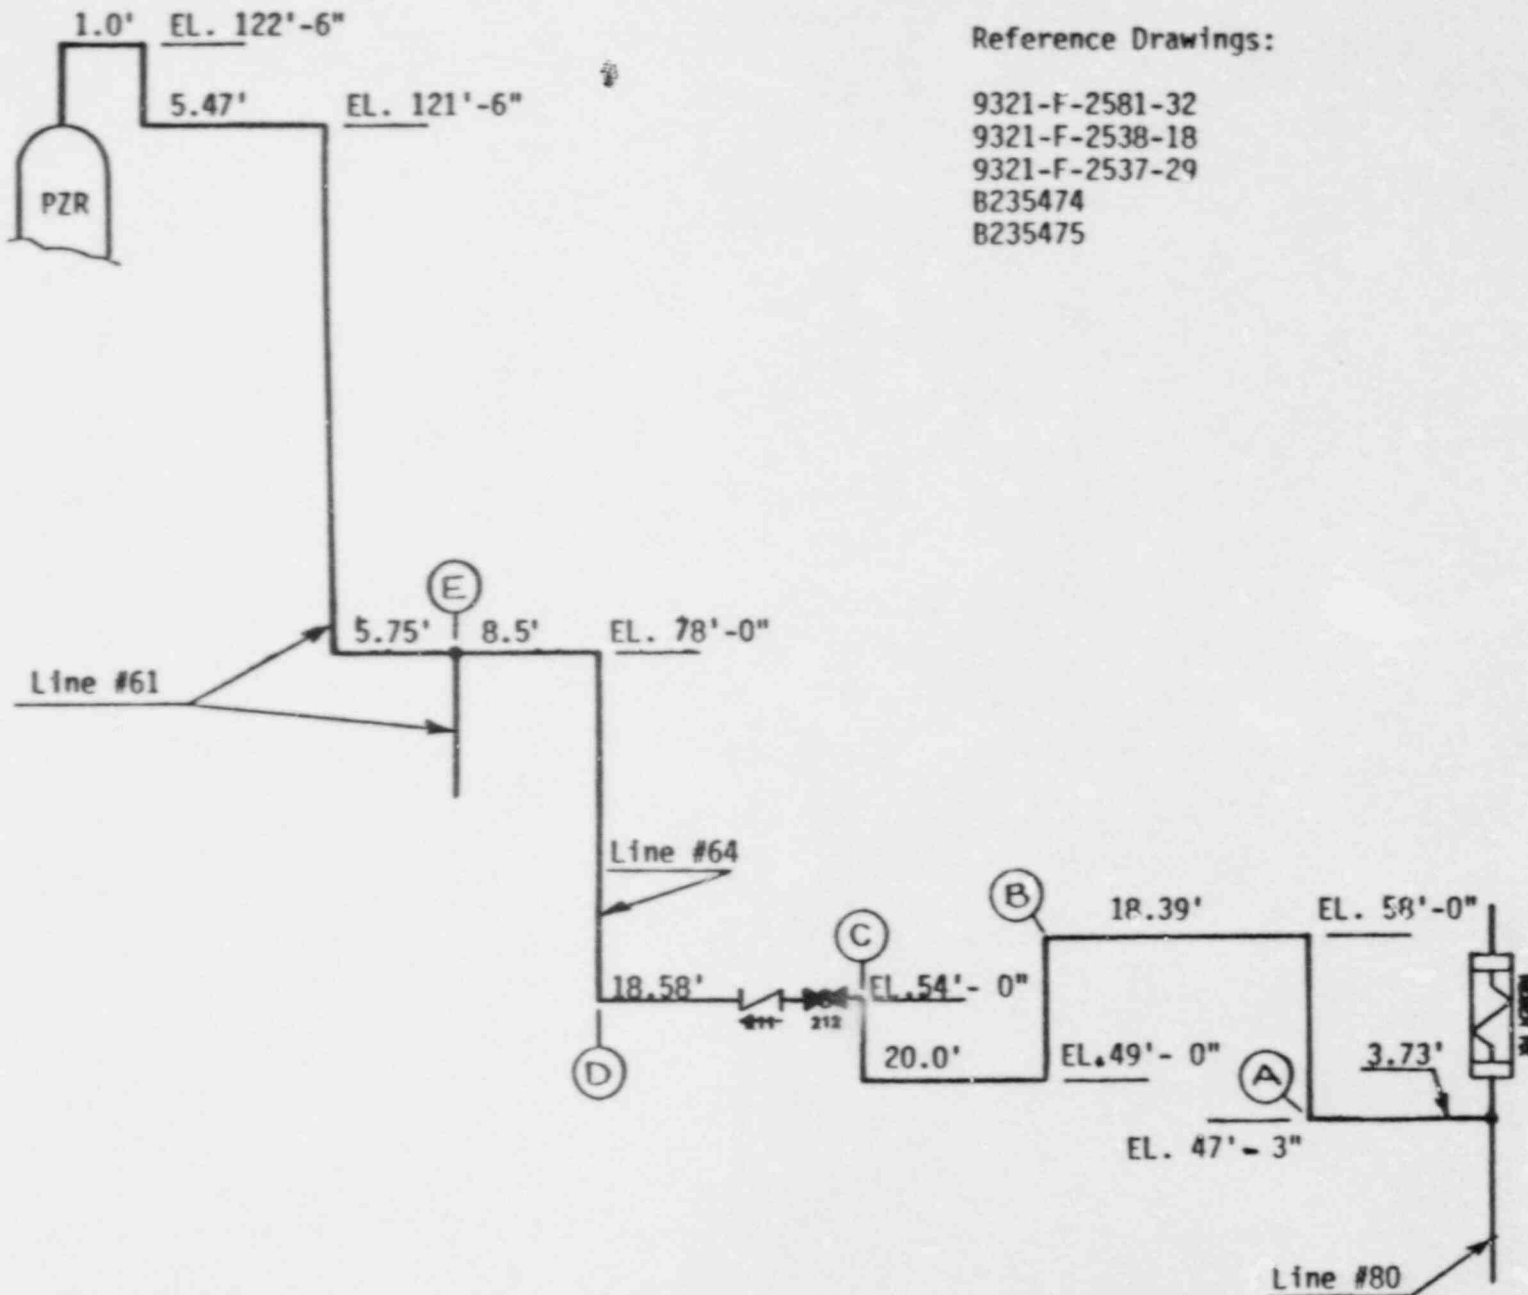 1.0' EL. 122'-6"
Reference Drawings:
5.47' EL. 121'-6"
9321-F-2581-32
9321-F-2538-18
9321-F-2537-29
B235474
B235475
PZR
E
5.75' 8.5' EL. 78'-0"
Line #61
Line #64
B
18.39' EL. 58'-0"
C
18.58' EL.54'- 0"
211 212
20.0' EL.49'- 0"
A
3.73'
D
EL. 47'- 3"
Line #80